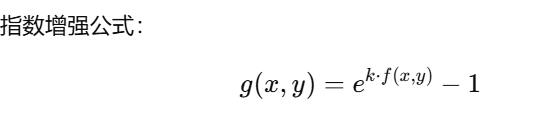 指数增强公式：
g(x, y) = e^{k·f(x,y)} − 1